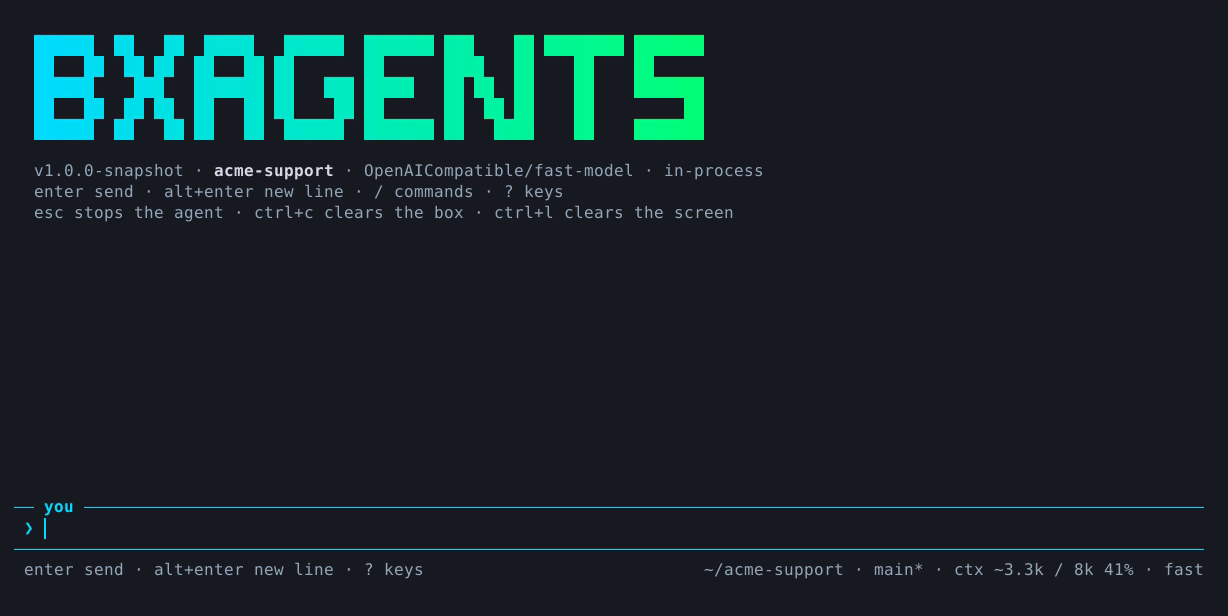 BXAGENTS
v1.0.0-snapshot · acme-support · OpenAICompatible/fast-model · in-process
enter send · alt+enter new line · / commands · ? keys
esc stops the agent · ctrl+c clears the box · ctrl+l clears the screen
you
❯
enter send · alt+enter new line · ? keys ~/acme-support · main* · ctx ~3.3k / 8k 41% · fast